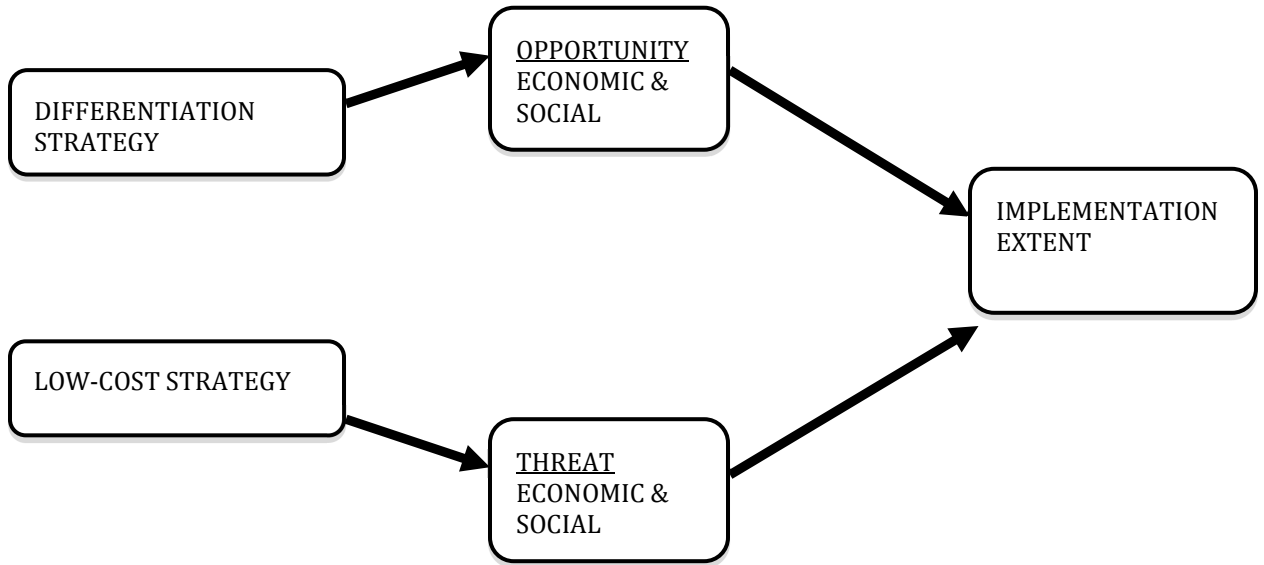 DIFFERENTIATION
STRATEGY
OPPORTUNITY
ECONOMIC &
SOCIAL
IMPLEMENTATION
EXTENT
LOW-COST STRATEGY
THREAT
ECONOMIC &
SOCIAL